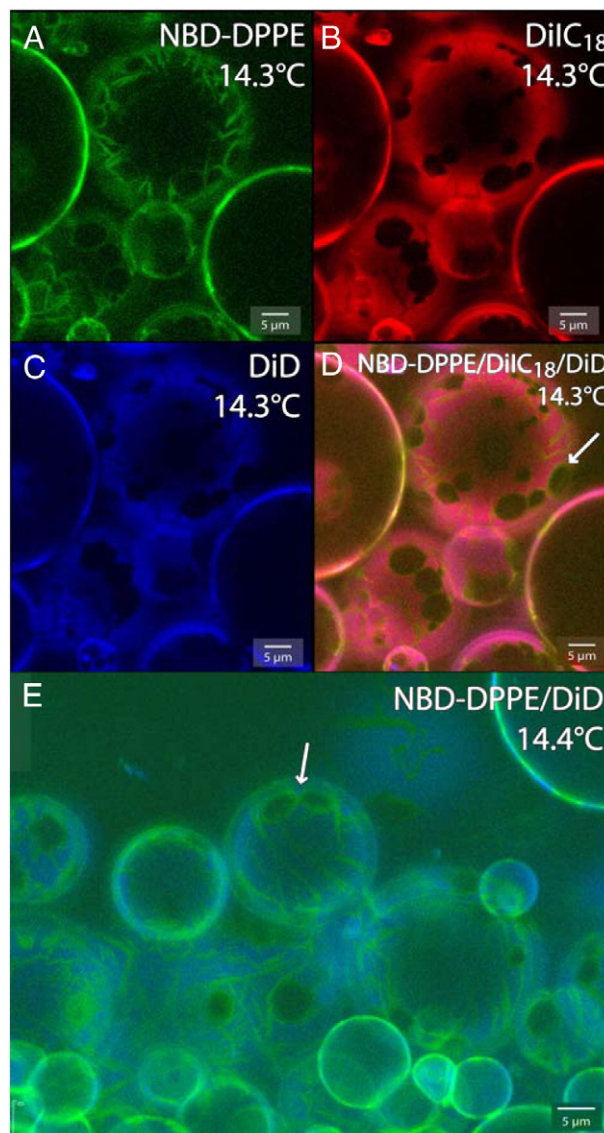 A
NBD-DPPE
14.3°C
5 μm
B
DiIC18
14.3°C
5 μm
C
DiD
14.3°C
5 μm
D
NBD-DPPE/DiIC18/DiD
14.3°C
5 μm
E
NBD-DPPE/DiD
14.4°C
5 μm